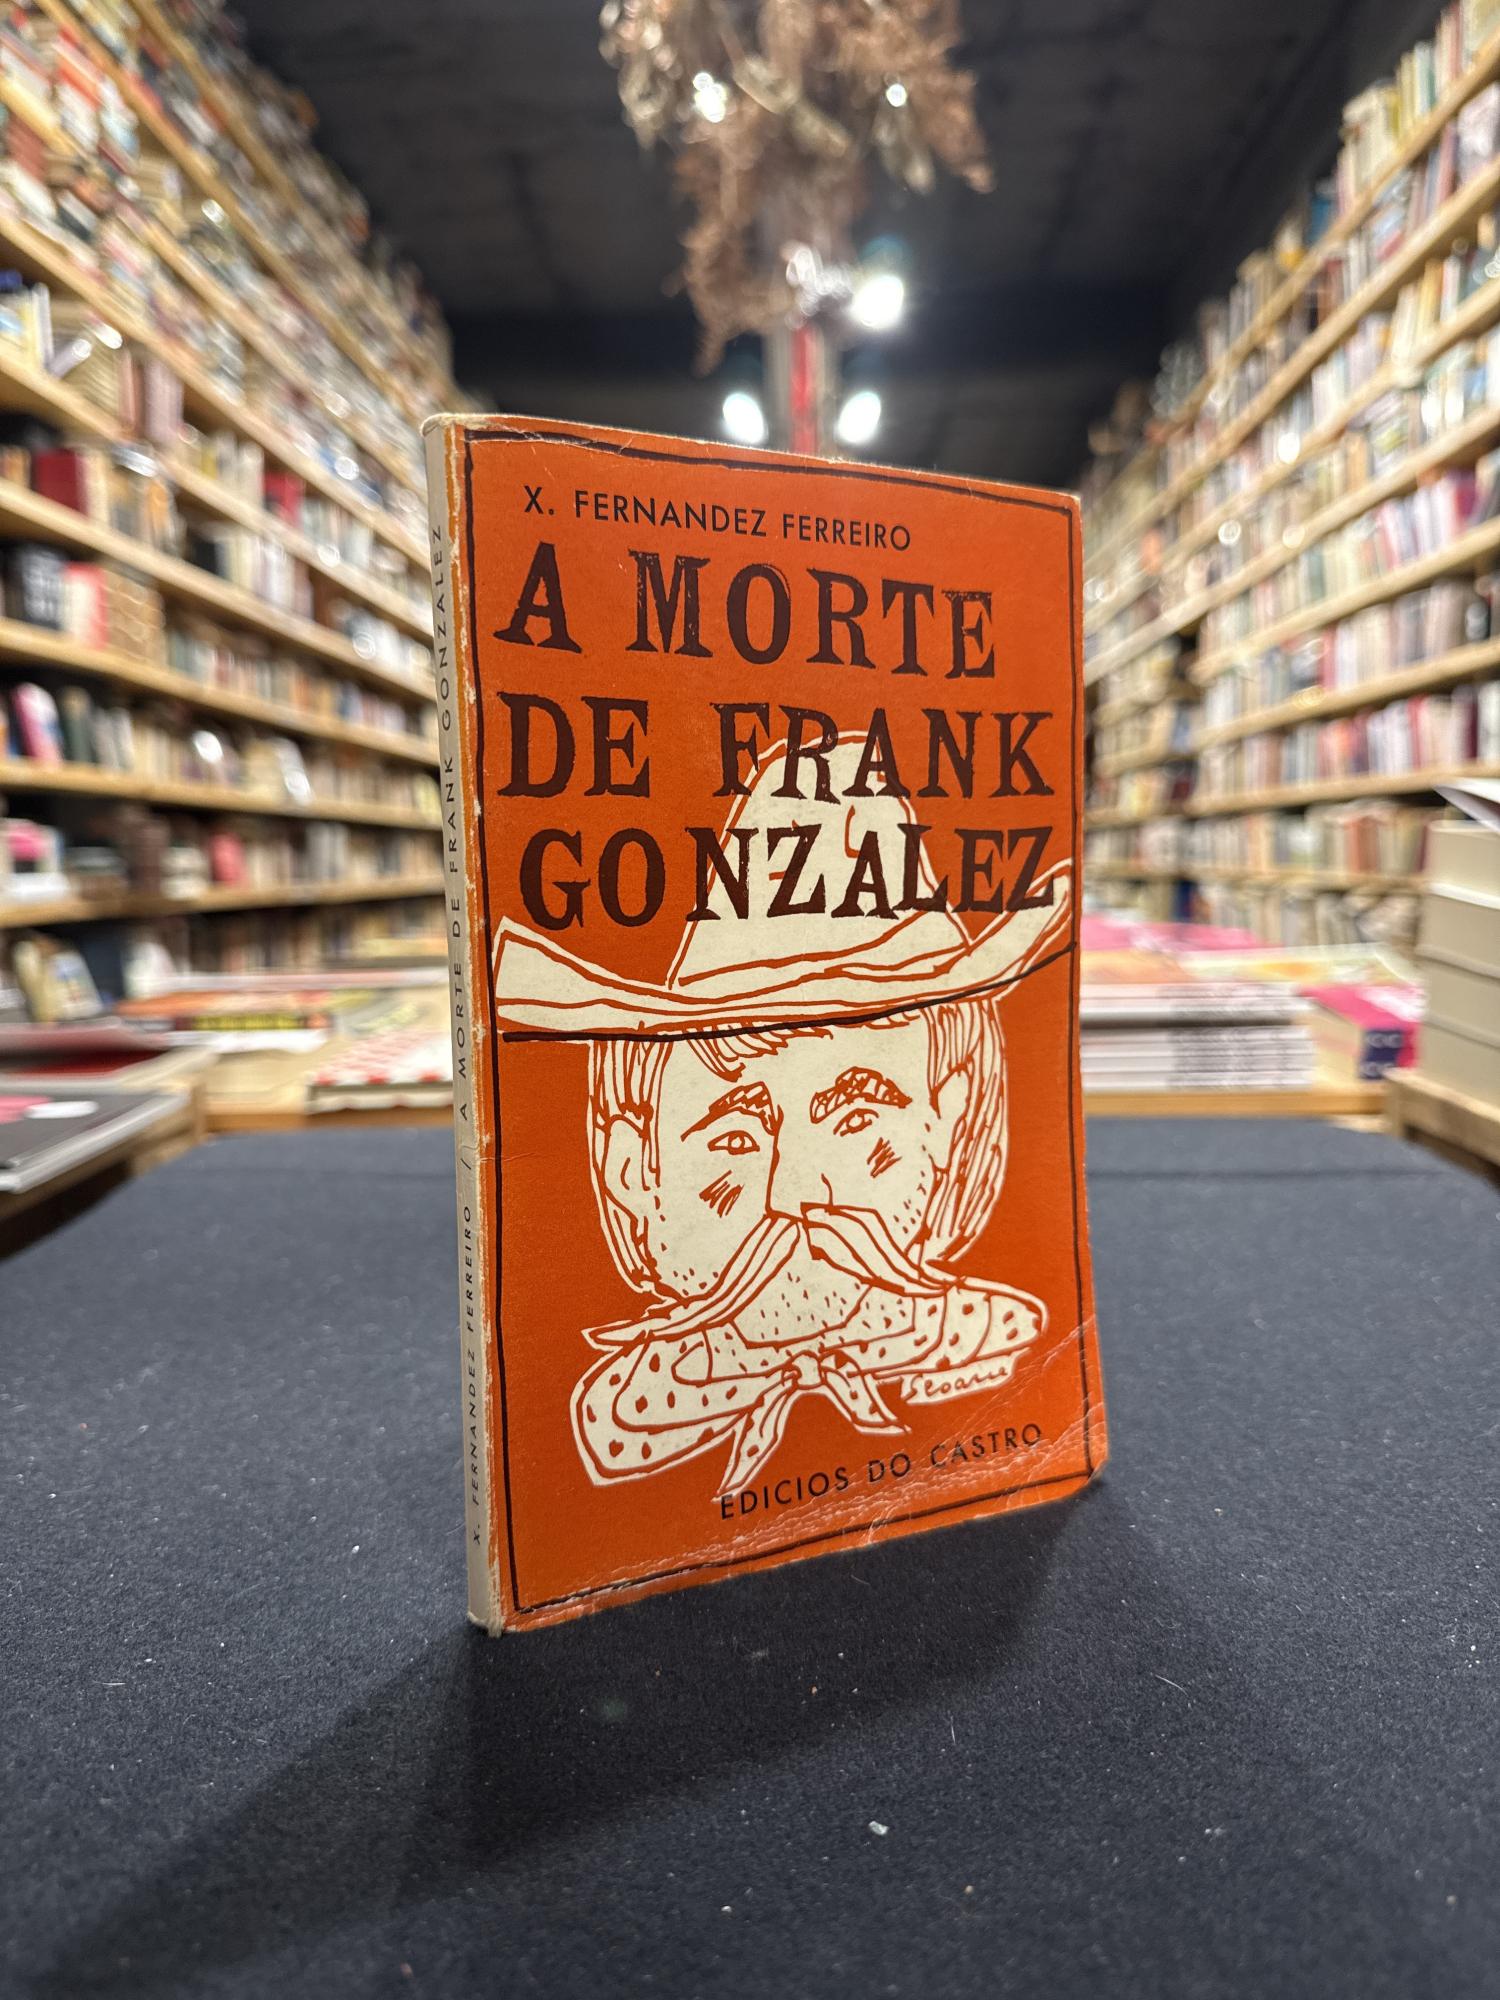 X. FERNANDEZ FERREIRO
A MORTE
DE FRANK
GONZALEZ
Seoane
EDICIOS DO CASTRO
X. FERNANDEZ FERREIRO / A MORTE DE FRANK GONZALEZ